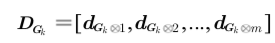 D_{G_k} = [d_{G_k⊗1}, d_{G_k⊗2}, ..., d_{G_k⊗m}]